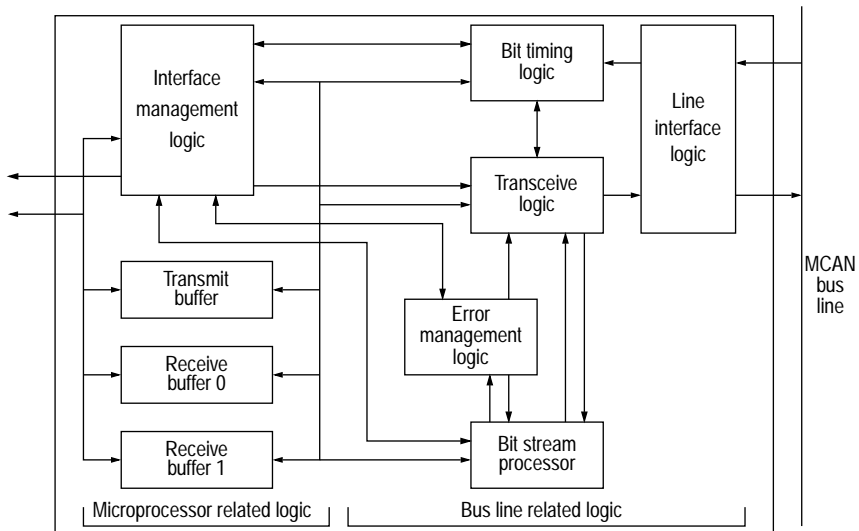 Interface
management
logic
Bit timing
logic
Line
interface
logic
Transceive
logic
MCAN
bus
line
Transmit
buffer
Error
management
logic
Receive
buffer 0
Receive
buffer 1
Bit stream
processor
Microprocessor related logic
Bus line related logic